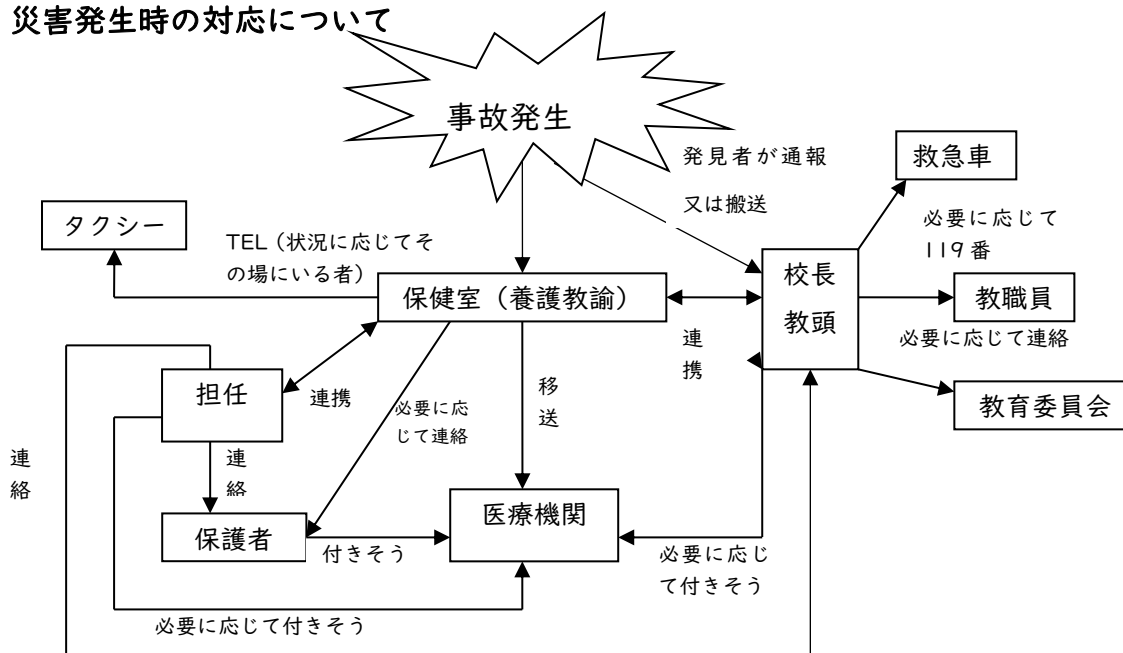 災害発生時の対応について
事故発生
発見者が通報
又は搬送
救急車
必要に応じて
119番
タクシー
TEL（状況に応じてそ
の場にいる者）
保健室（養護教諭）
校長
教頭
教職員
必要に応じて連絡
連
携
教育委員会
担任
連携
必要に応
じて連絡
移
送
連
絡
連
絡
保護者
付きそう
医療機関
必要に応じ
て付きそう
必要に応じて付きそう